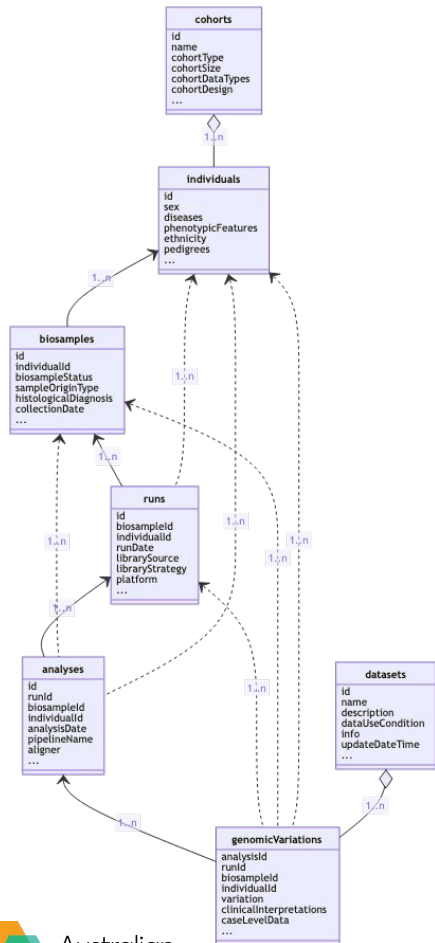 cohorts
id
name
cohortType
cohortSize
cohortDataTypes
cohortDesign
...
1..n
individuals
id
sex
diseases
phenotypicFeatures
ethnicity
pedigrees
...
1..n
biosamples
id
individualId
biosampleStatus
sampleOriginType
histologicalDiagnosis
collectionDate
...
1..n
1..n
runs
id
biosampleId
individualId
runDate
librarySource
libraryStrategy
platform
...
1..n
1..n
1..n
1..n
1..n
analyses
id
runId
biosampleId
individualId
analysisDate
pipelineName
aligner
...
datasets
id
name
description
dataUseCondition
info
updateDateTime
...
1..n
1..n
1..n
genomicVariations
analysisId
runId
biosampleId
individualId
variation
clinicalInterpretations
caseLevelData
...
Australian